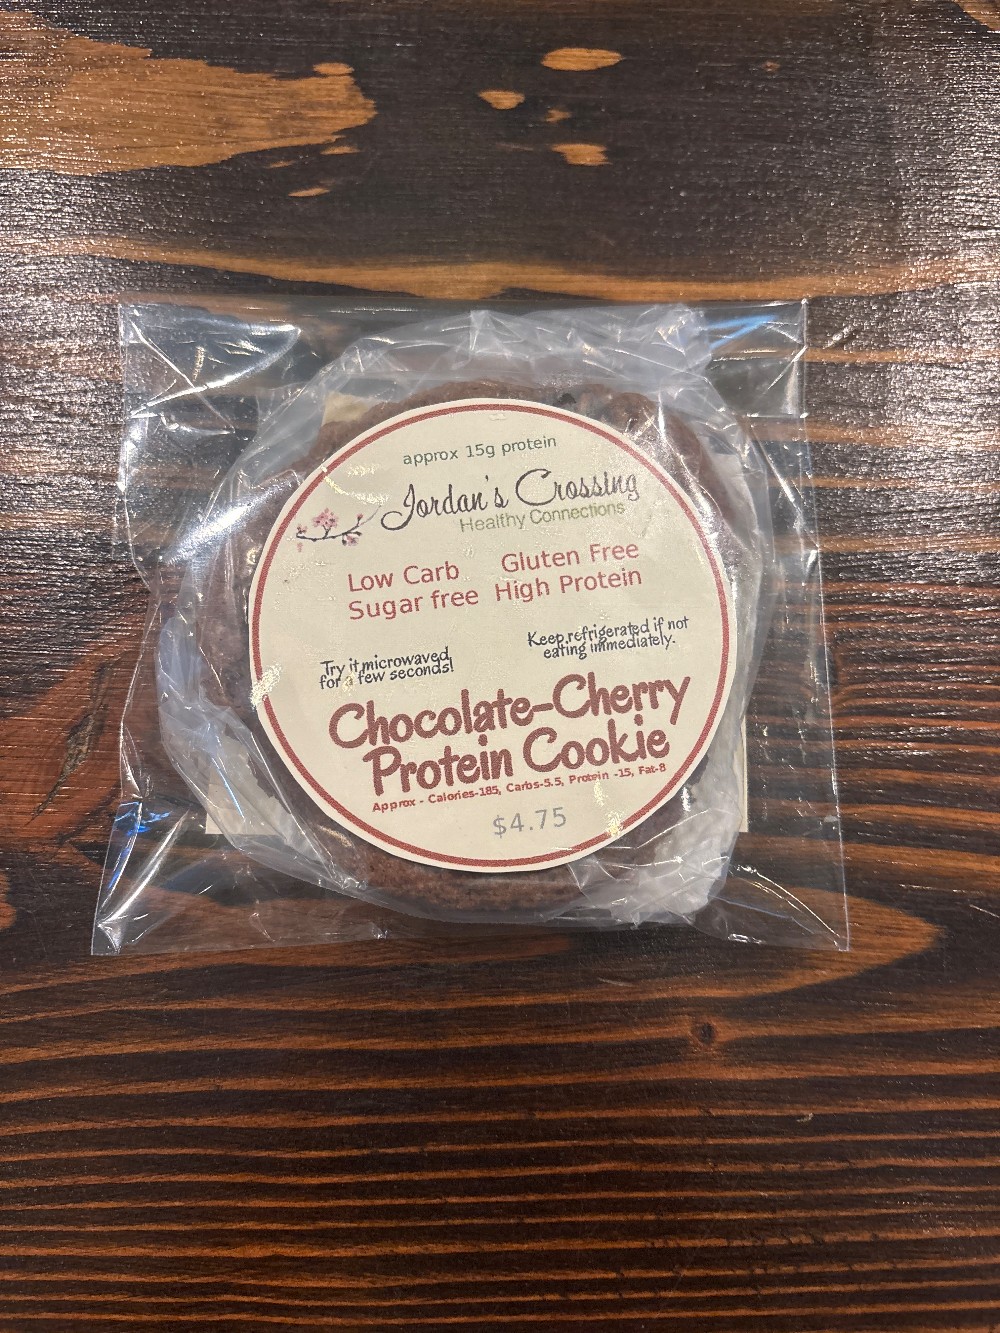 approx 15g protein
Jordan's Crossing
Healthy Connections
Low Carb Gluten Free
Sugar free High Protein
Try it microwaved
for a few seconds!
Keep refrigerated if not
eating immediately.
Chocolate-Cherry
Protein Cookie
Approx - Calories-185, Carbs-5.5, Protein -15, Fat-8
$4.75